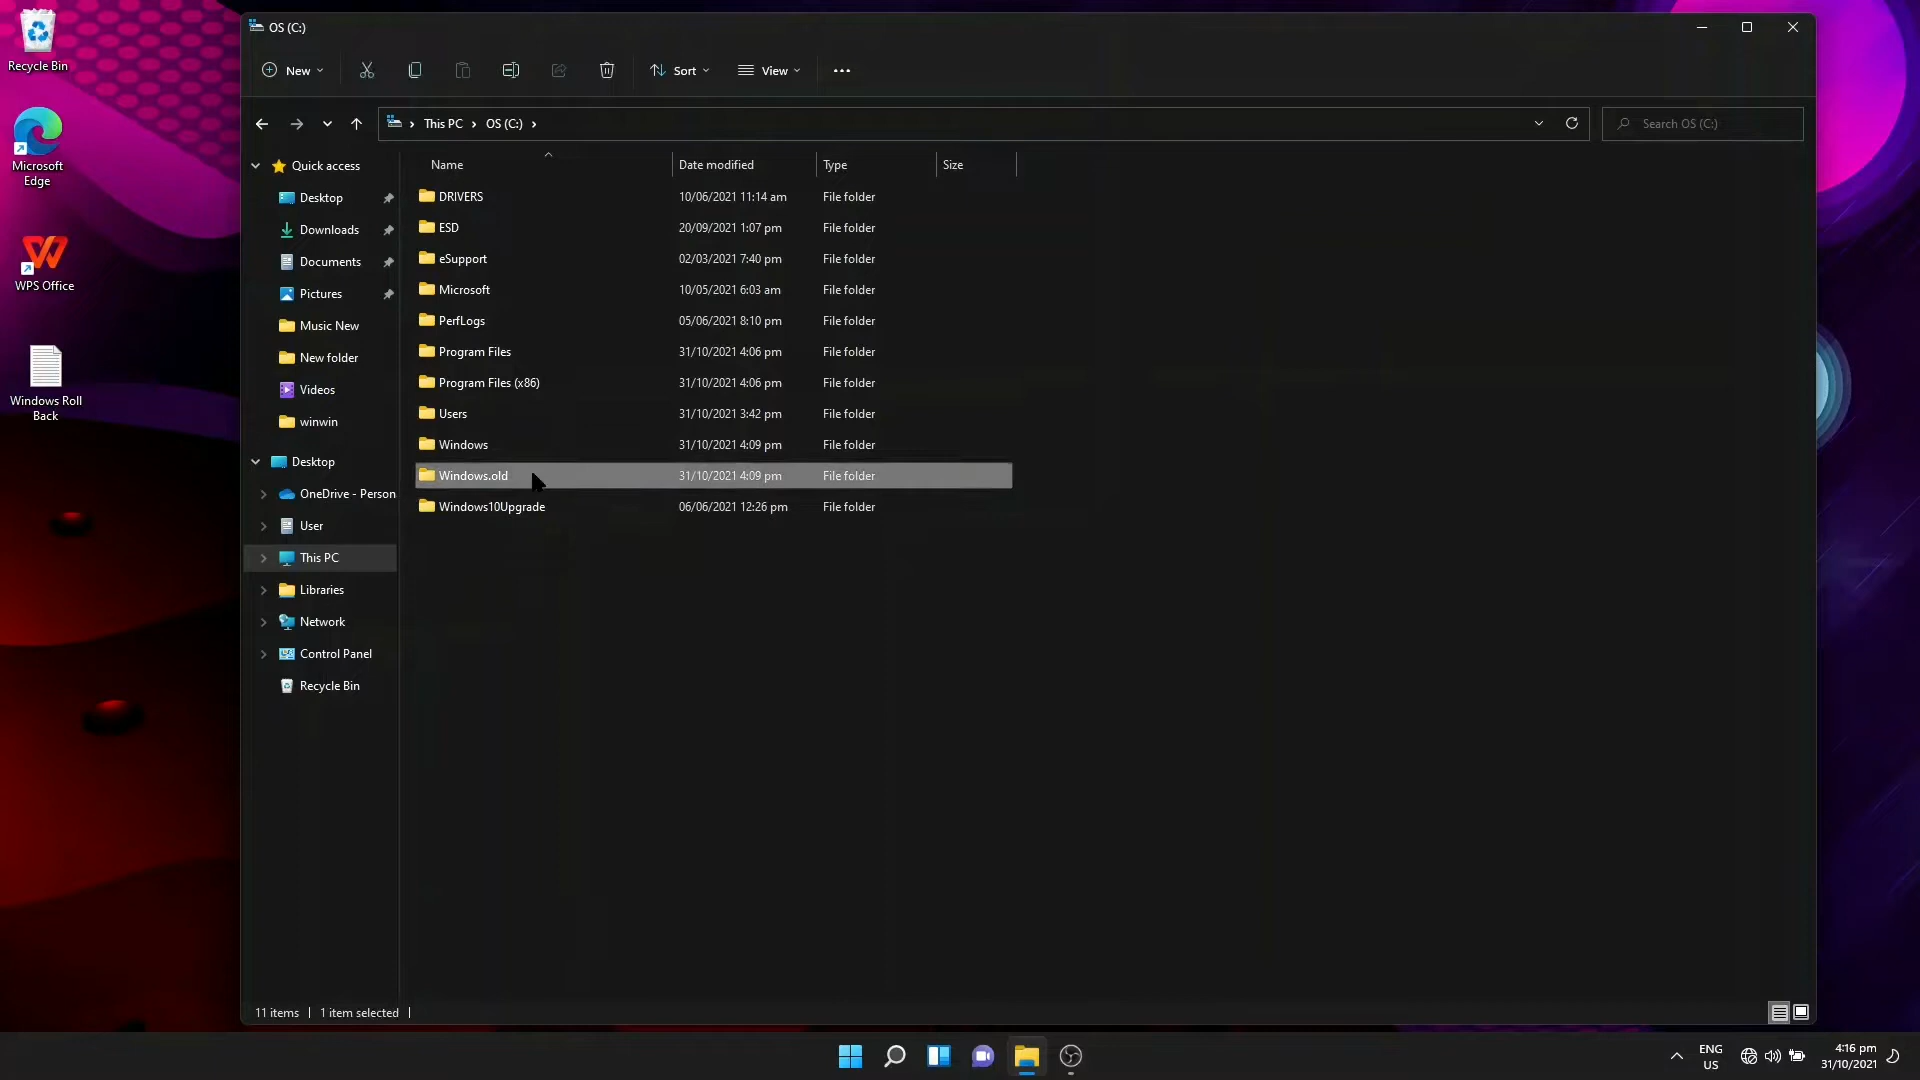 Recycle Bin
Microsoft
Edge
WPS Office
Windows Roll
Back
OS (C:)
New
Sort
View
This PC
OS (C:)
Search OS (C:)
Quick access
Desktop
Downloads
Documents
Pictures
Music New
New folder
Videos
winwin
Desktop
OneDrive - Person
User
This PC
Libraries
Network
Control Panel
Recycle Bin
Name Date modified Type Size
DRIVERS 10/06/2021 11:14 am File folder
ESD 20/09/2021 1:07 pm File folder
eSupport 02/03/2021 7:40 pm File folder
Microsoft 10/05/2021 6:03 am File folder
PerfLogs 05/06/2021 8:10 pm File folder
Program Files 31/10/2021 4:06 pm File folder
Program Files (x86) 31/10/2021 4:06 pm File folder
Users 31/10/2021 3:42 pm File folder
Windows 31/10/2021 4:09 pm File folder
Windows.old 31/10/2021 4:09 pm File folder
Windows10Upgrade 06/06/2021 12:26 pm File folder
11 items
1 item selected
ENG
US
4:16 pm
31/10/2021